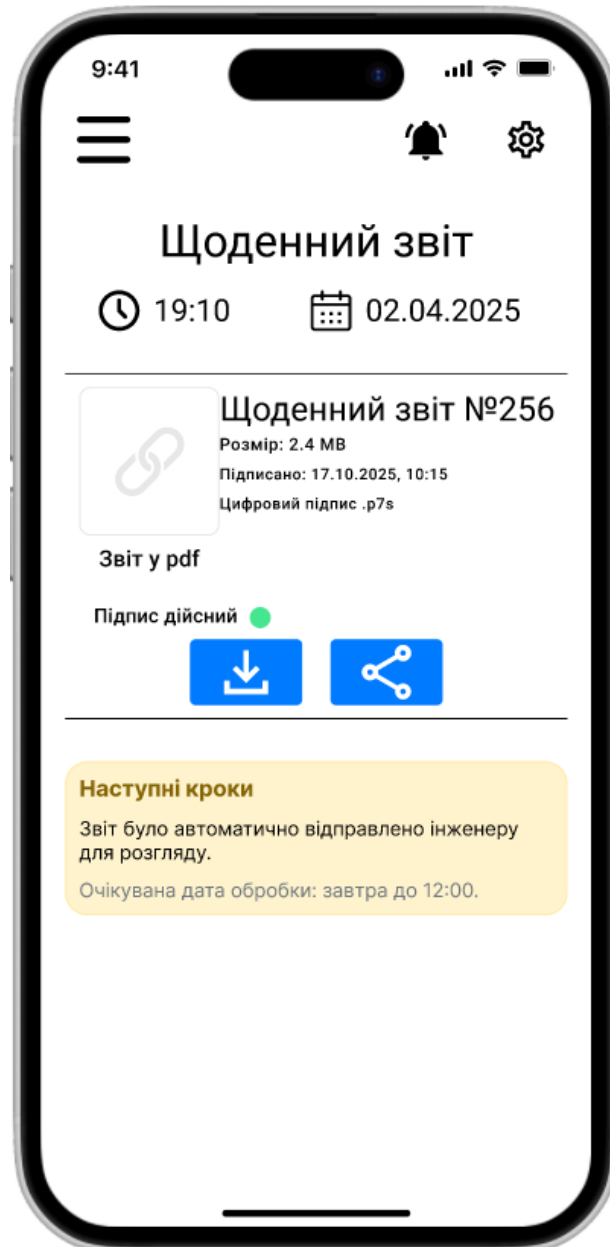 9:41
Щоденний звіт
19:10 02.04.2025
Щоденний звіт №256
Розмір: 2.4 MB
Підписано: 17.10.2025, 10:15
Цифровий підпис .p7s
Звіт у pdf
Підпис дійсний
Наступні кроки
Звіт було автоматично відправлено інженеру
для розгляду.
Очікувана дата обробки: завтра до 12:00.